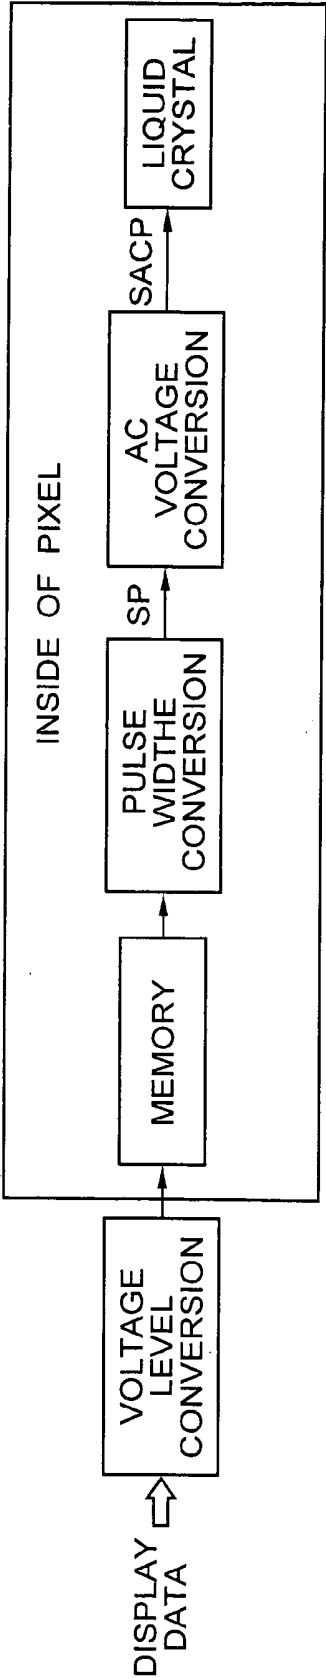 INSIDE OF PIXEL
DISPLAY
DATA
VOLTAGE
LEVEL
CONVERSION
MEMORY
PULSE
WIDTHE
CONVERSION
SP
AC
VOLTAGE
CONVERSION
SACP
LIQUID
CRYSTAL